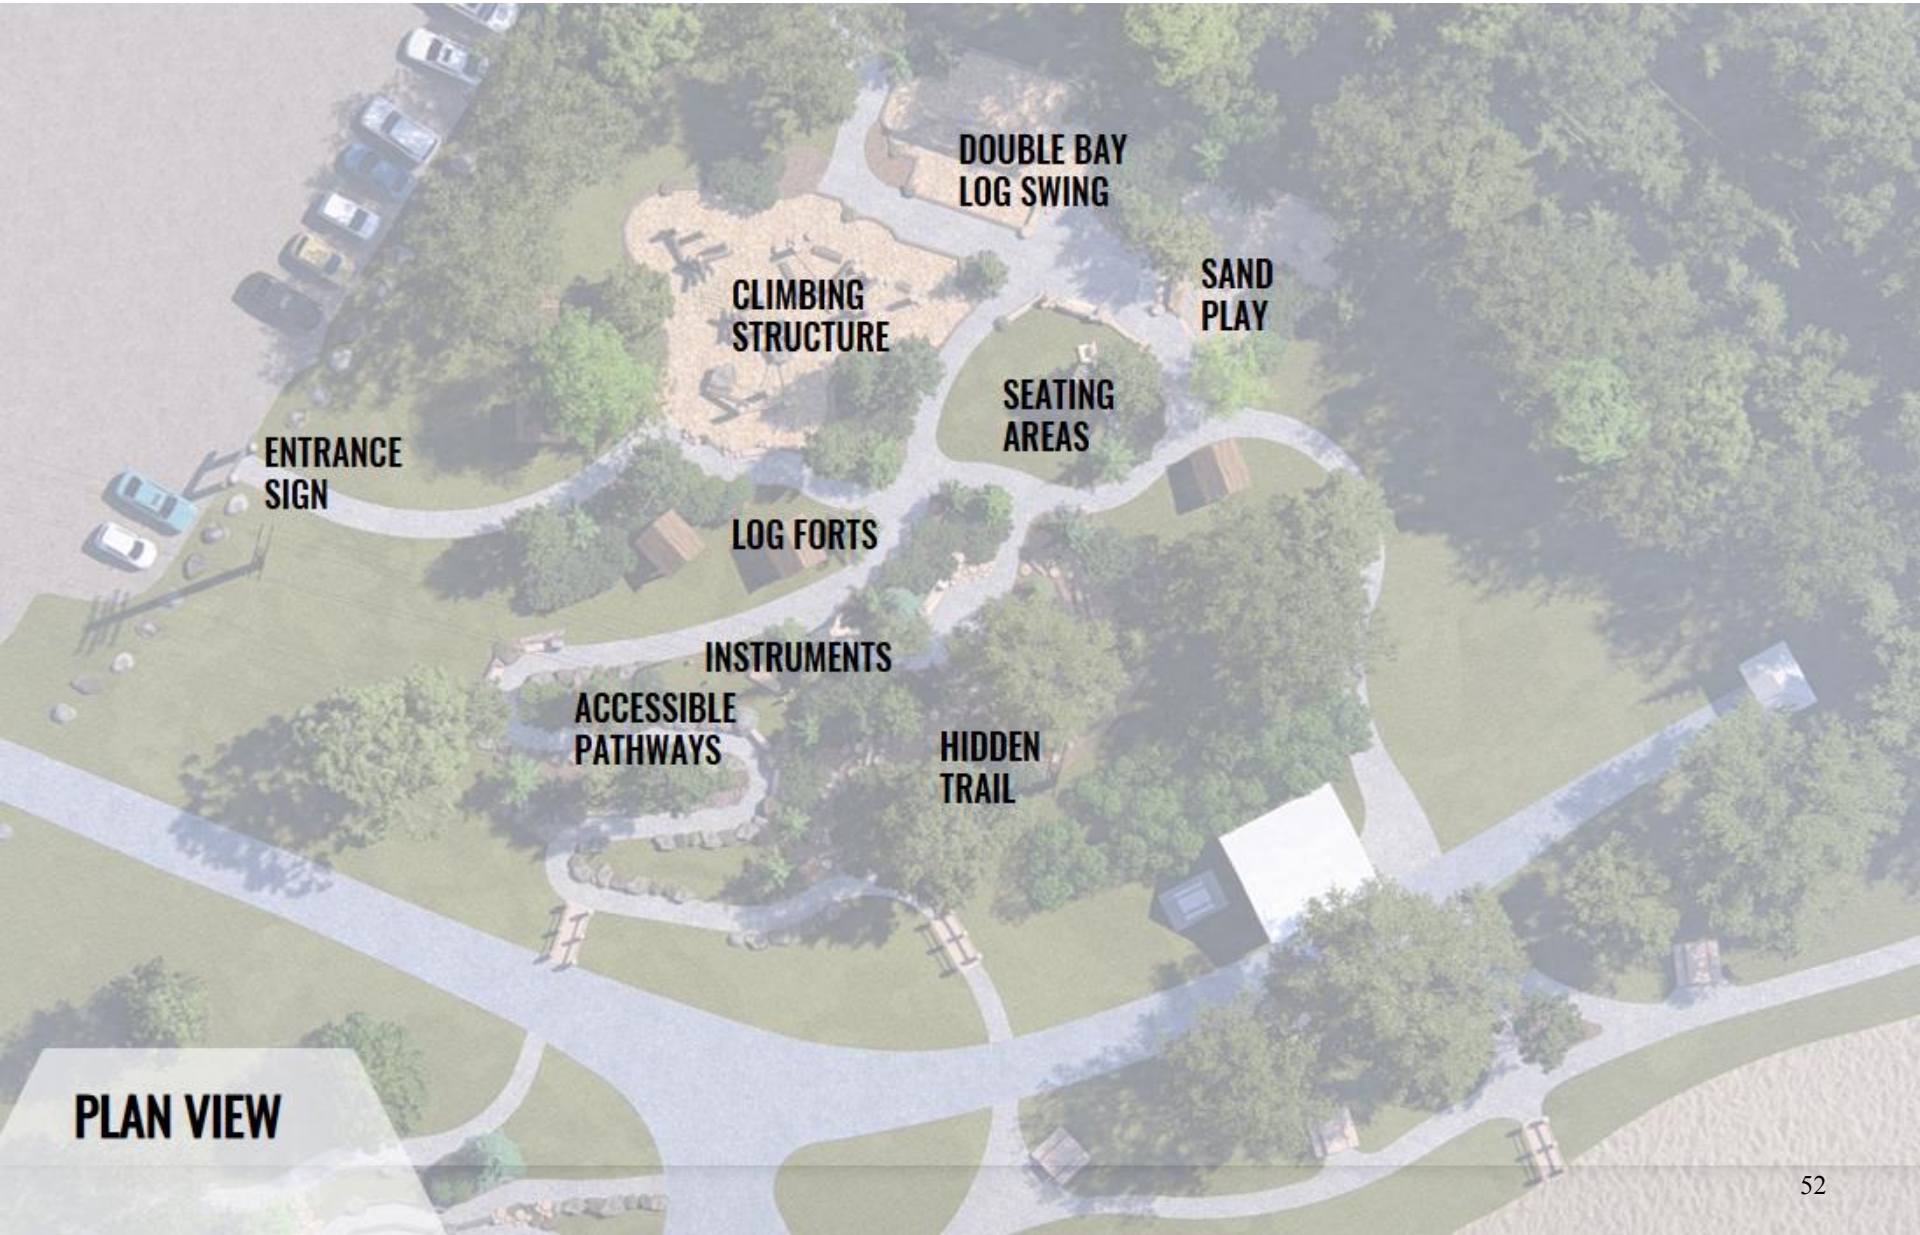 DOUBLE BAY
LOG SWING
SAND
PLAY
CLIMBING
STRUCTURE
SEATING
AREAS
ENTRANCE
SIGN
LOG FORTS
INSTRUMENTS
ACCESSIBLE
PATHWAYS
HIDDEN
TRAIL
PLAN VIEW
52